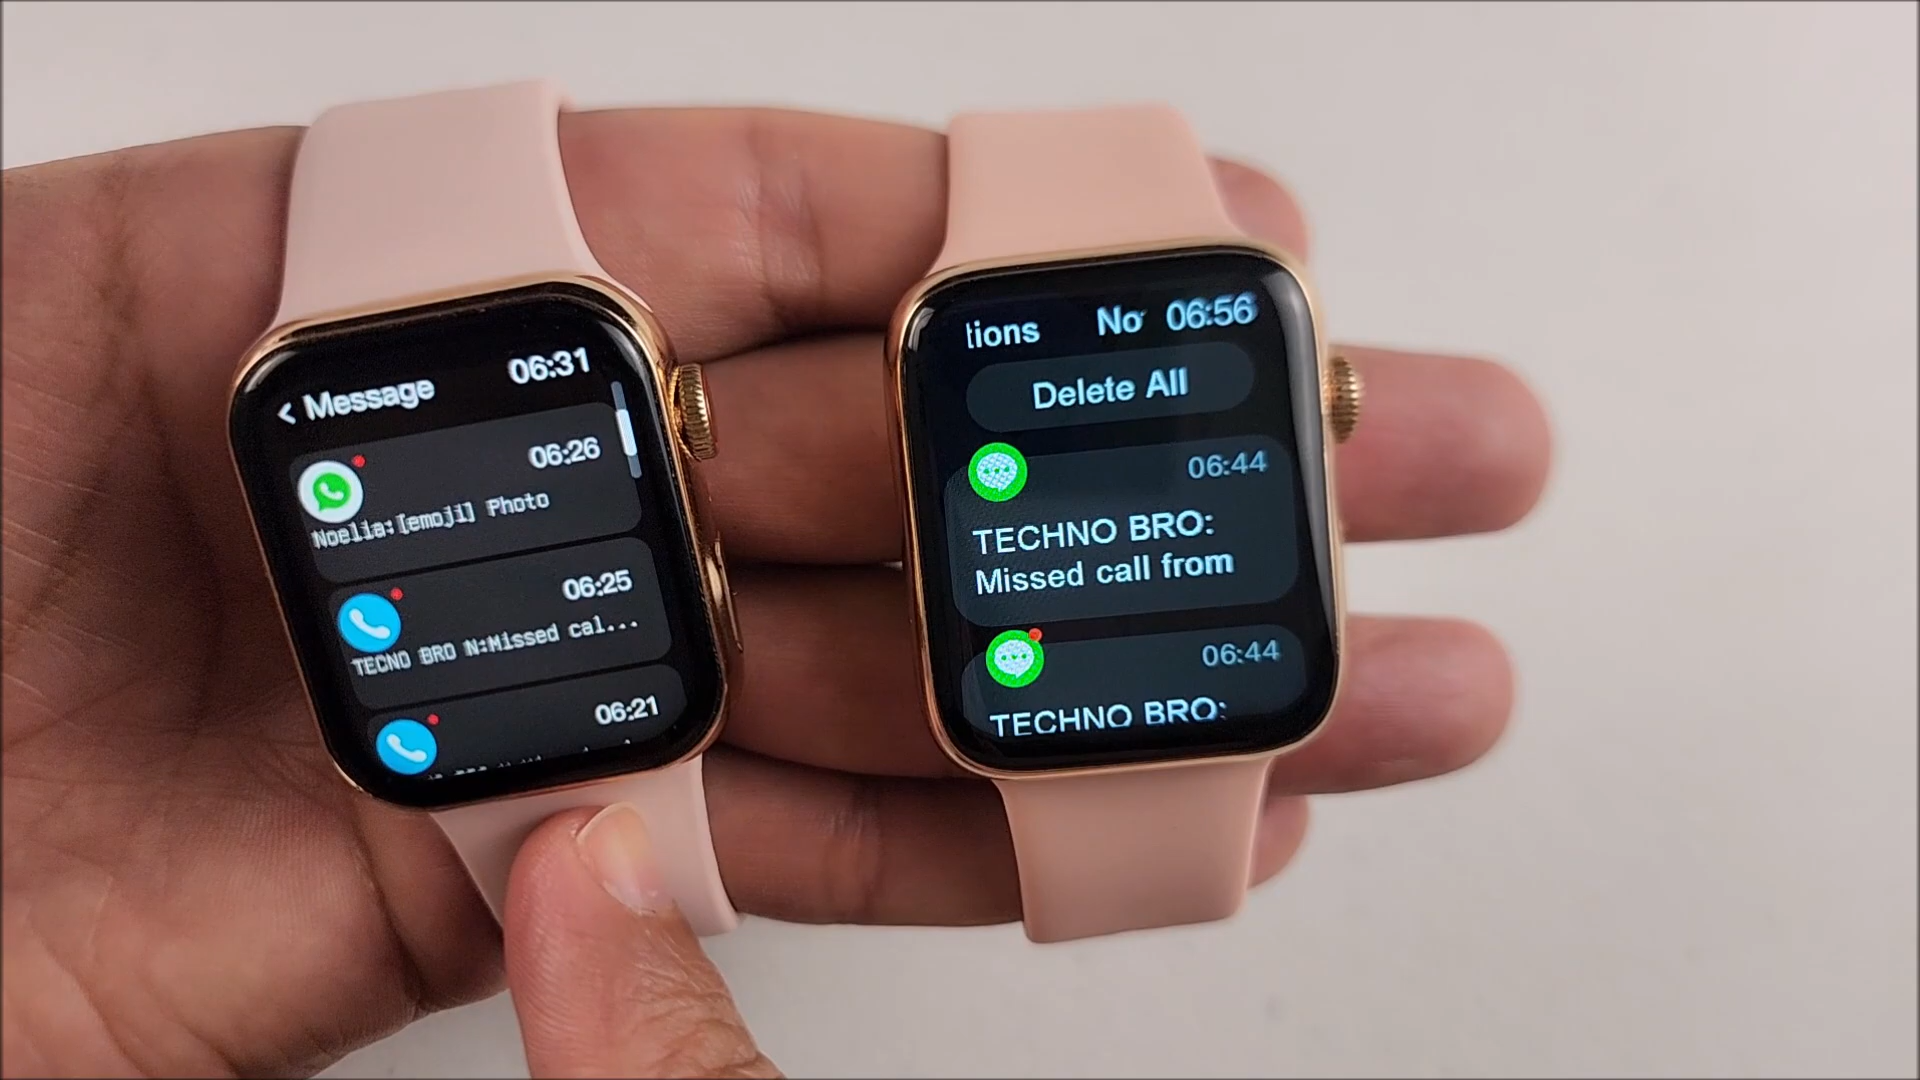 < Message 06:31
06:26
Noelia:[emoji] Photo
06:25
TECNO BRO N:Missed cal...
06:21
tions No 06:56
Delete All
06:44
TECHNO BRO:
Missed call from
06:44
TECHNO BRO: